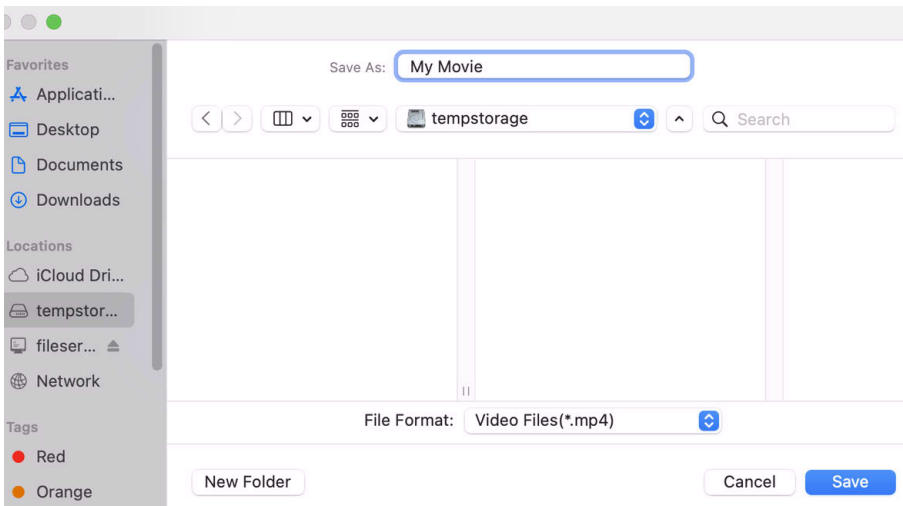 Favorites
Applicati...
Desktop
Documents
Downloads
Locations
iCloud Dri...
tempstor...
fileser...
Network
Tags
Red
Orange
Save As: My Movie
tempstorage
Search
File Format: Video Files(*.mp4)
New Folder
Cancel
Save